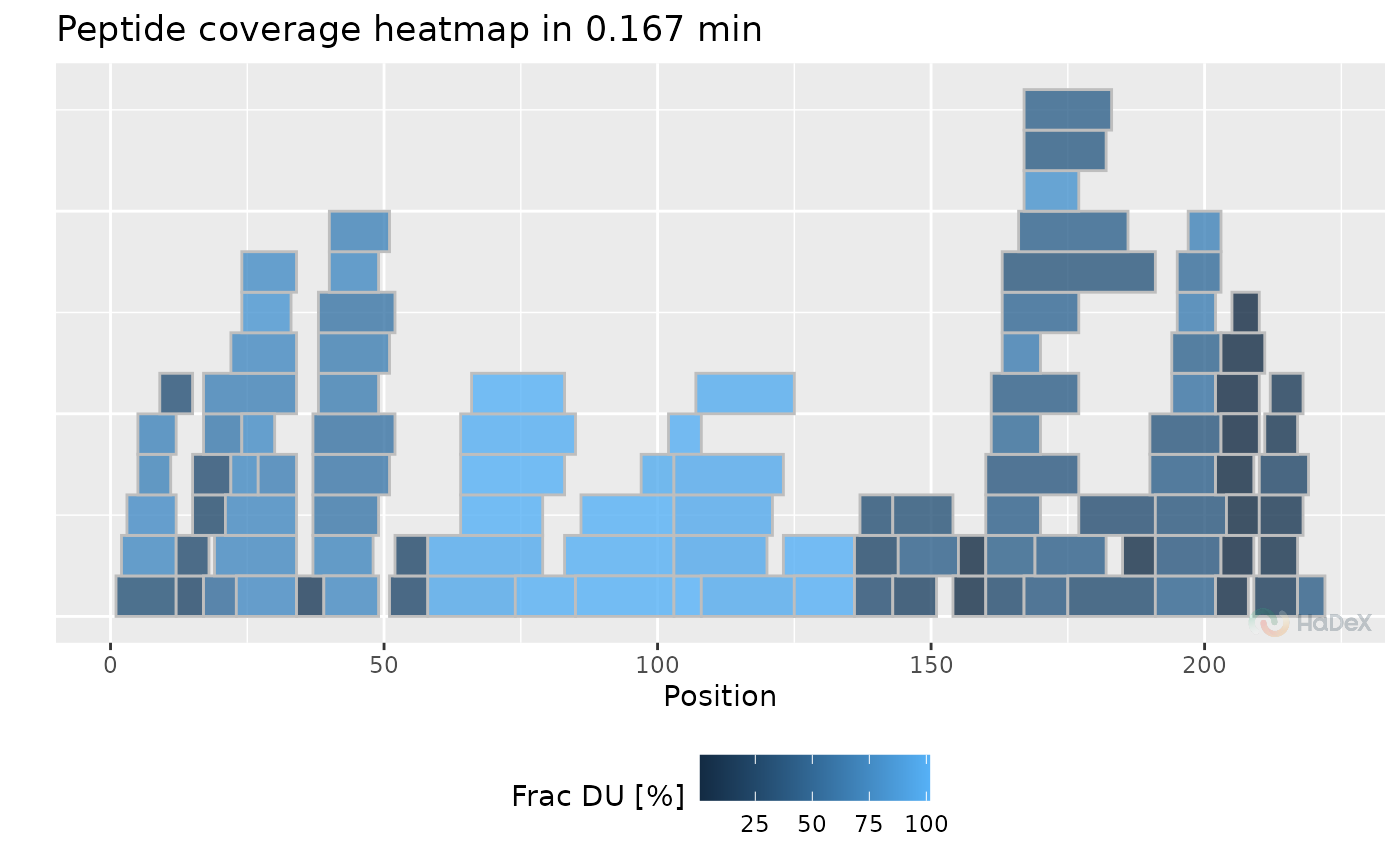 Peptide coverage heatmap in 0.167 min
HaDeX
0 50 100 150 200
Position
Frac DU [%]
25 50 75 100